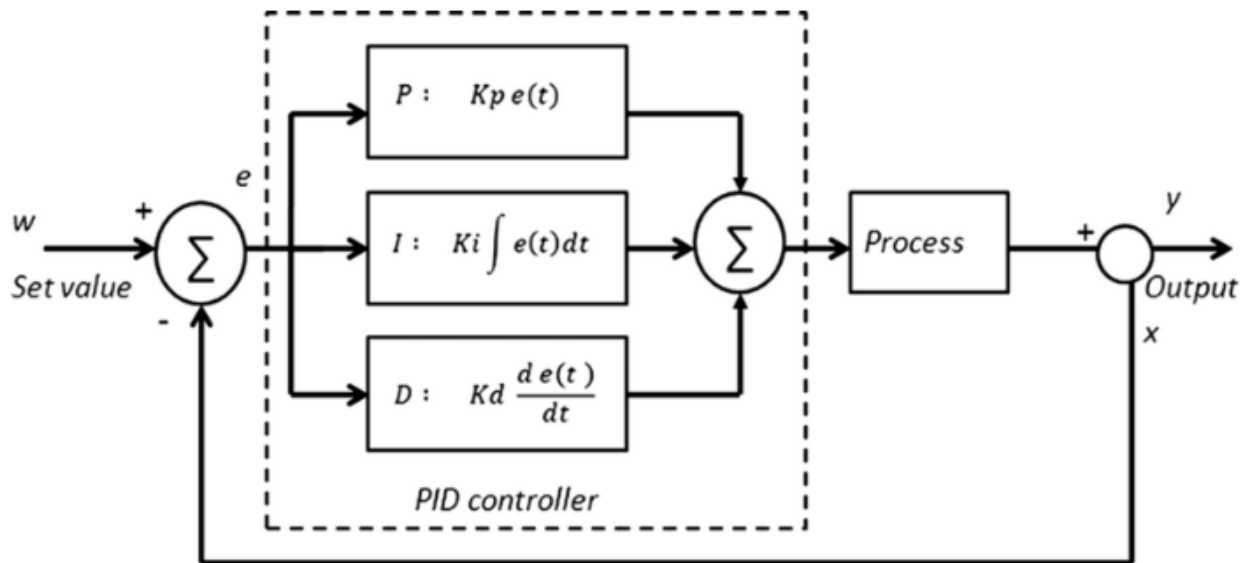 P : Kp e(t)
e
w
+
Set value
-
Σ
I : Ki ∫ e(t)dt
Σ
Process
+
y
Output
x
D : Kd d e(t) / dt
PID controller